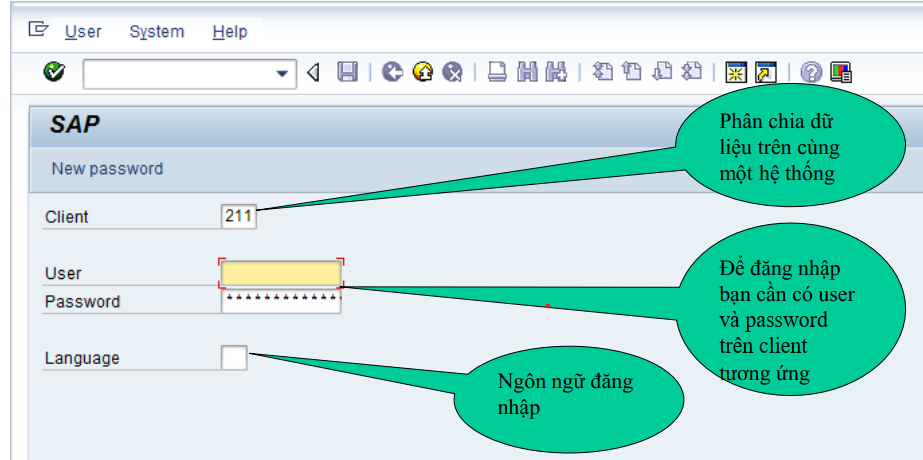 User System Help
SAP
New password
Client 211
User
Password *************
Language
Phân chia dữ
liệu trên cùng
một hệ thống
Để đăng nhập
bạn cần có user
và password
trên client
tương ứng
Ngôn ngữ đăng
nhập